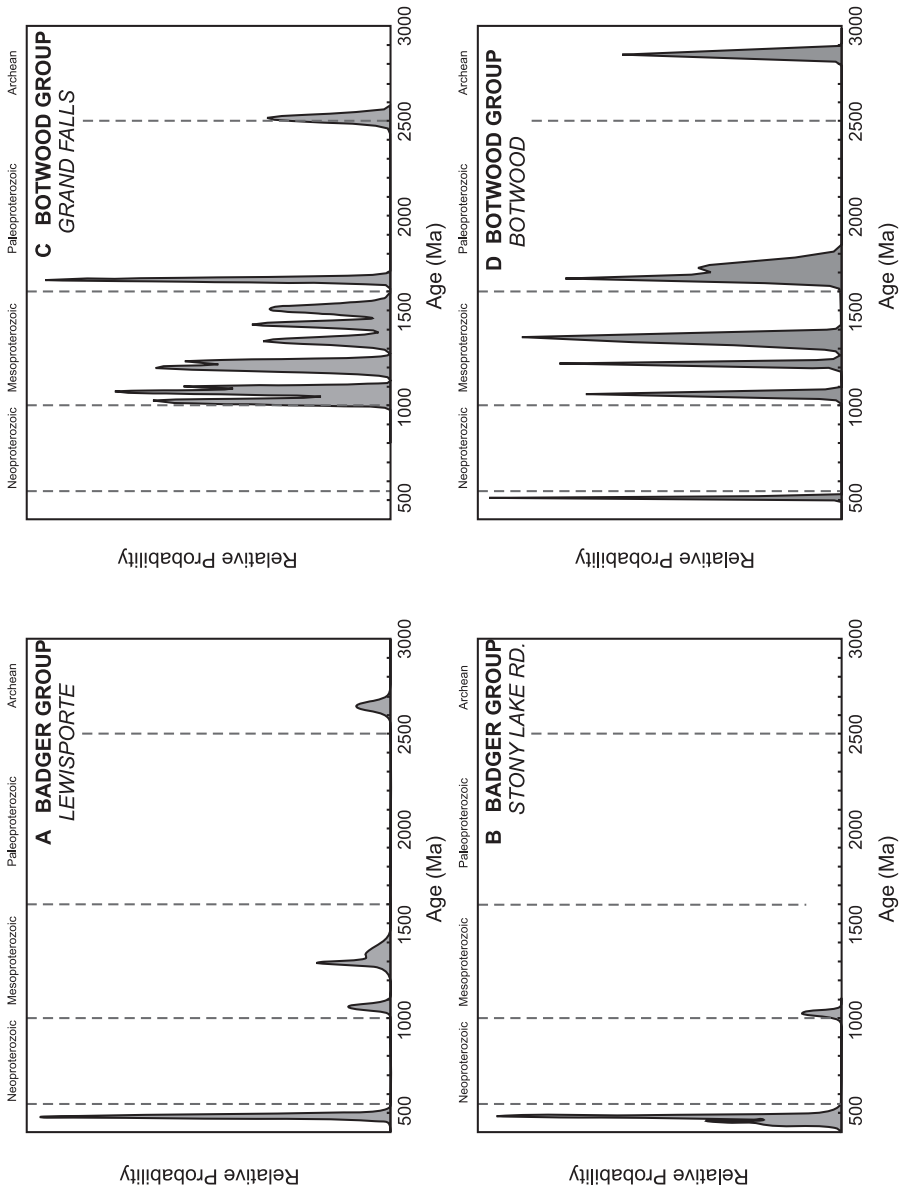 A BADGER GROUP
LEWISPORTE
Neoproterozoic Mesoproterozoic Paleoproterozoic Archean
Relative Probability
500 1000 1500 2000 2500 3000
Age (Ma)
B BADGER GROUP
STONY LAKE RD.
Neoproterozoic Mesoproterozoic Paleoproterozoic Archean
Relative Probability
500 1000 1500 2000 2500 3000
Age (Ma)
C BOTWOOD GROUP
GRAND FALLS
Neoproterozoic Mesoproterozoic Paleoproterozoic Archean
Relative Probability
500 1000 1500 2000 2500 3000
Age (Ma)
D BOTWOOD GROUP
BOTWOOD
Neoproterozoic Mesoproterozoic Paleoproterozoic Archean
Relative Probability
500 1000 1500 2000 2500 3000
Age (Ma)